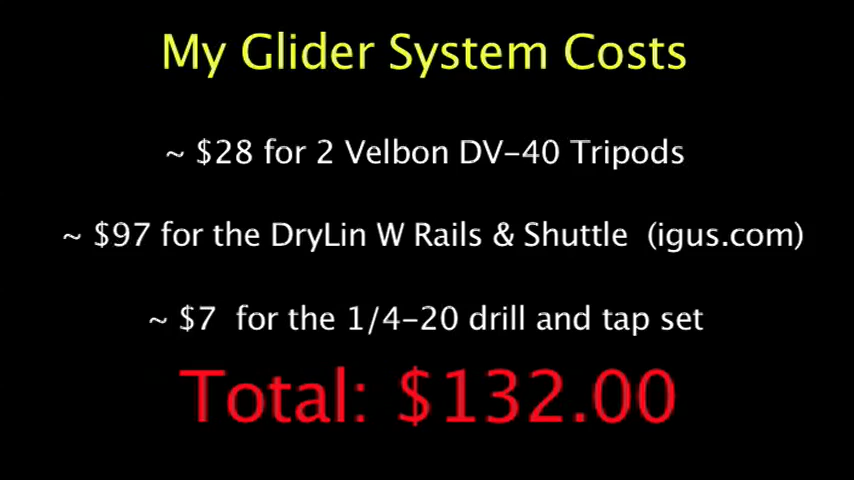 My Glider System Costs
~ $28 for 2 Velbon DV-40 Tripods
~ $97 for the DryLin W Rails & Shuttle (igus.com)
~ $7 for the 1/4-20 drill and tap set
Total: $132.00